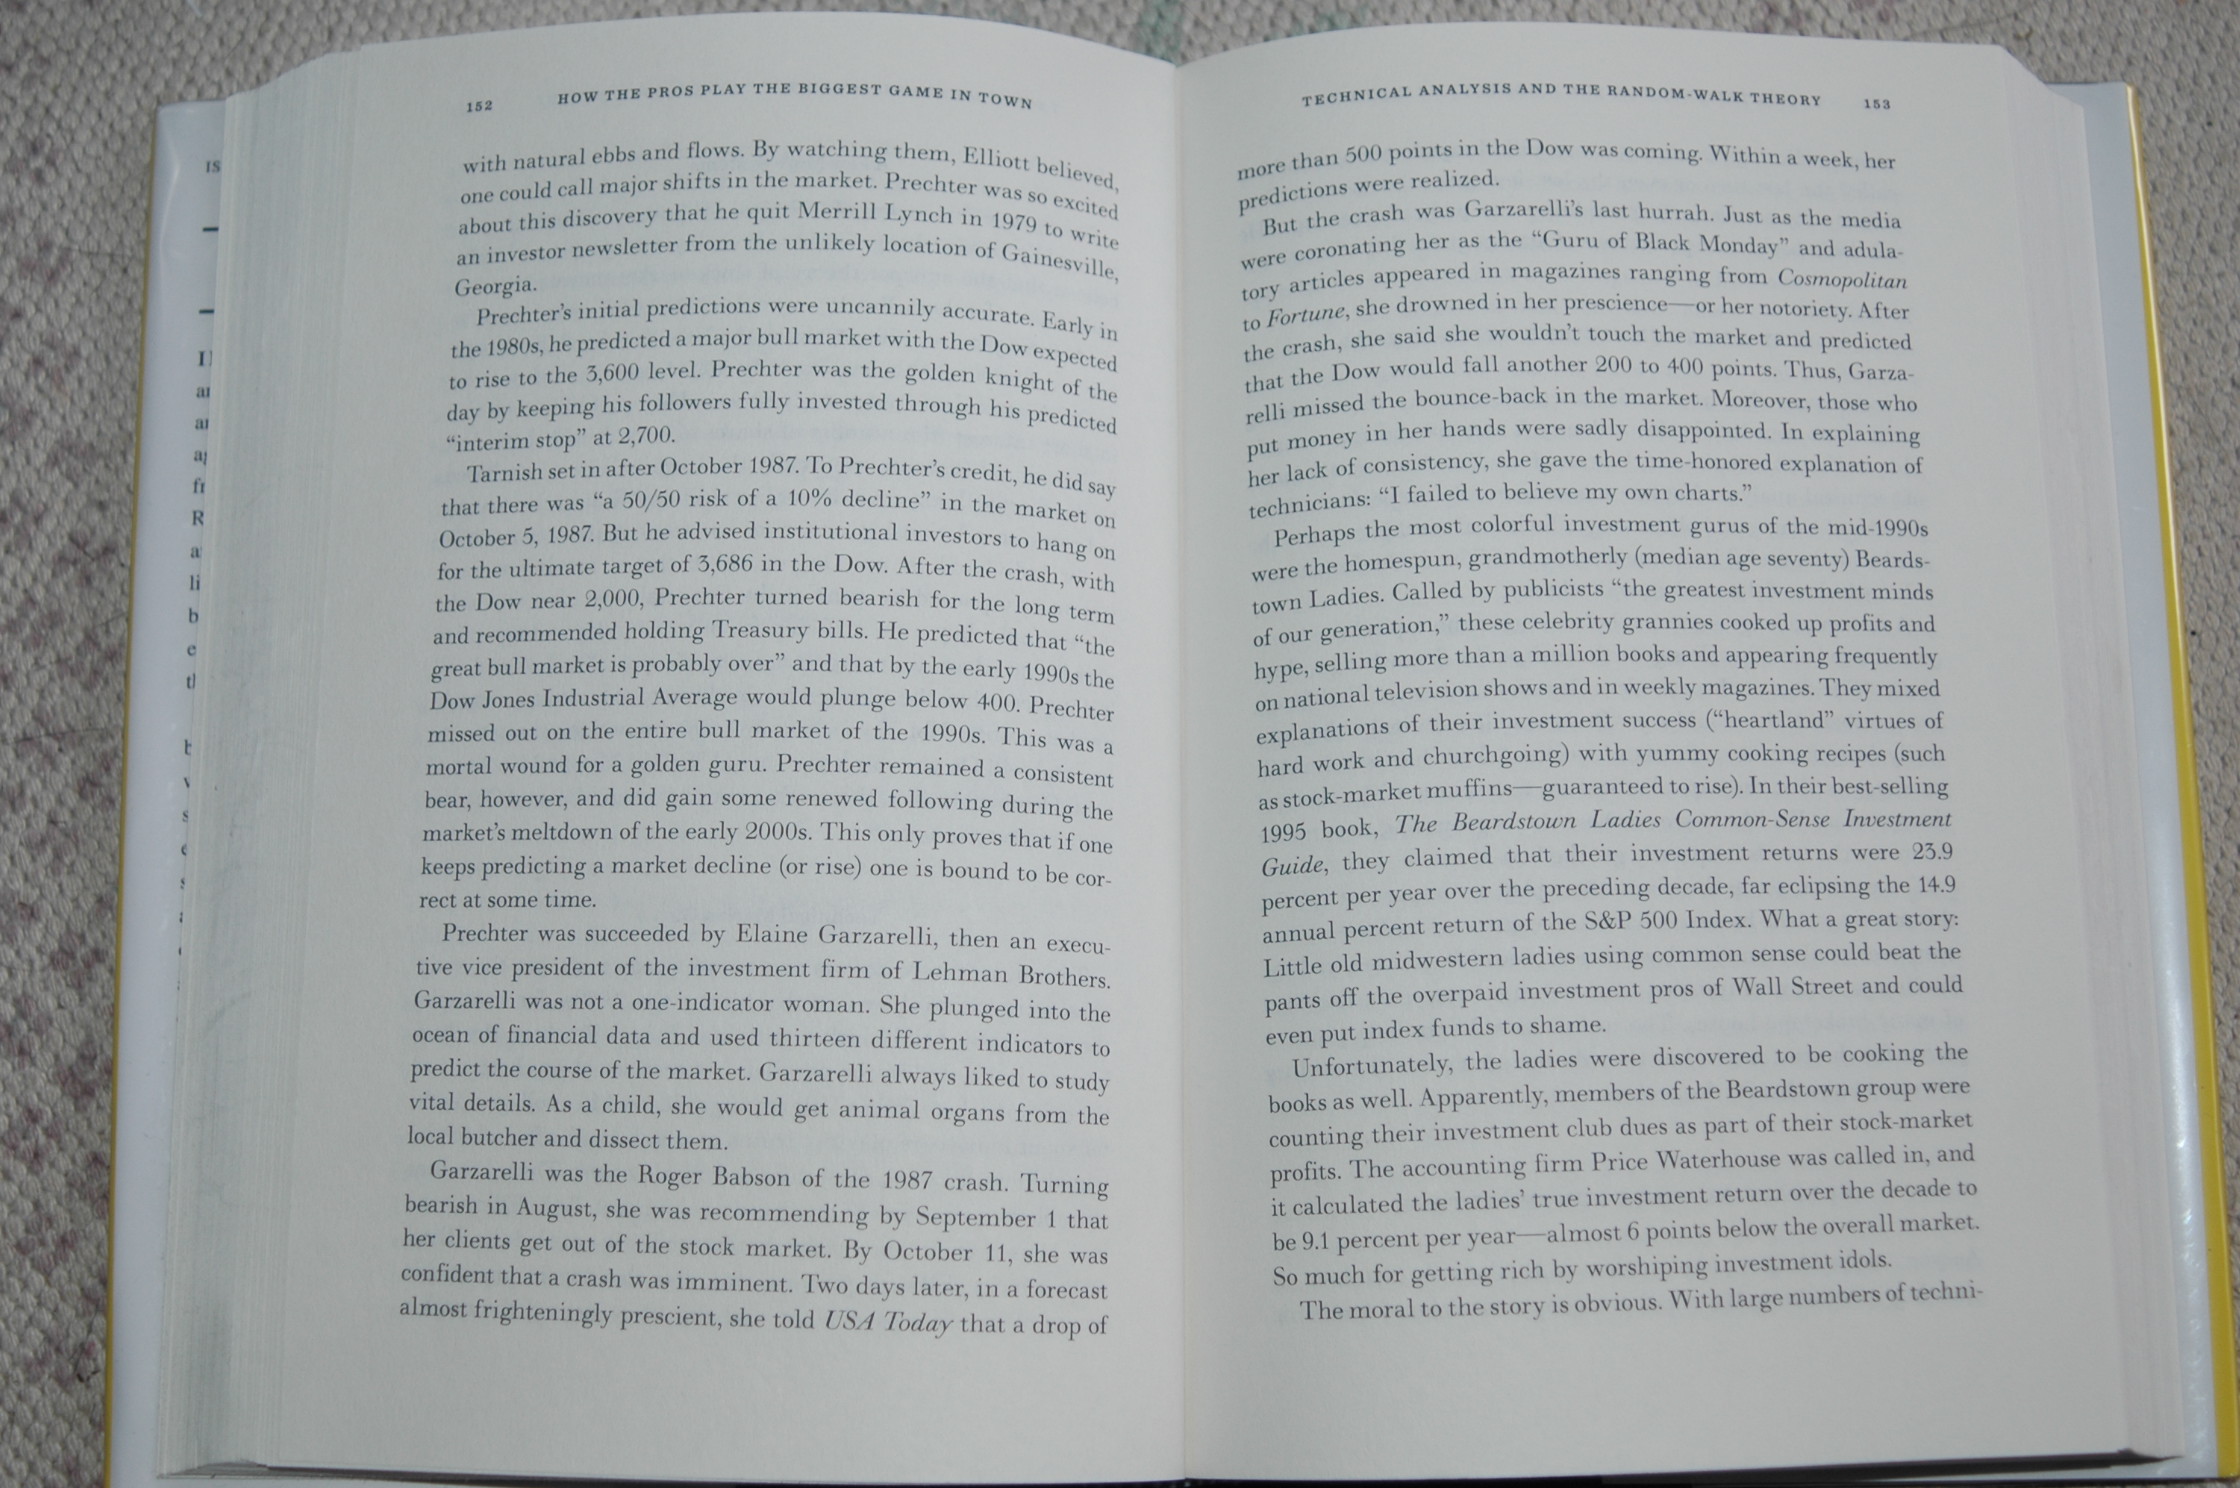 152 HOW THE PROS PLAY THE BIGGEST GAME IN TOWN
with natural ebbs and flows. By watching them, Elliott believed,
one could call major shifts in the market. Prechter was so excited
about this discovery that he quit Merrill Lynch in 1979 to write
an investor newsletter from the unlikely location of Gainesville,
Georgia.
Prechter's initial predictions were uncannily accurate. Early in
the 1980s, he predicted a major bull market with the Dow expected
to rise to the 3,600 level. Prechter was the golden knight of the
day by keeping his followers fully invested through his predicted
“interim stop” at 2,700.
Tarnish set in after October 1987. To Prechter's credit, he did say
that there was “a 50/50 risk of a 10% decline” in the market on
October 5, 1987. But he advised institutional investors to hang on
for the ultimate target of 3,686 in the Dow. After the crash, with
the Dow near 2,000, Prechter turned bearish for the long term
and recommended holding Treasury bills. He predicted that “the
great bull market is probably over” and that by the early 1990s the
Dow Jones Industrial Average would plunge below 400. Prechter
missed out on the entire bull market of the 1990s. This was a
mortal wound for a golden guru. Prechter remained a consistent
bear, however, and did gain some renewed following during the
market's meltdown of the early 2000s. This only proves that if one
keeps predicting a market decline (or rise) one is bound to be cor-
rect at some time.
Prechter was succeeded by Elaine Garzarelli, then an execu-
tive vice president of the investment firm of Lehman Brothers.
Garzarelli was not a one-indicator woman. She plunged into the
ocean of financial data and used thirteen different indicators to
predict the course of the market. Garzarelli always liked to study
vital details. As a child, she would get animal organs from the
local butcher and dissect them.
Garzarelli was the Roger Babson of the 1987 crash. Turning
bearish in August, she was recommending by September 1 that
her clients get out of the stock market. By October 11, she was
confident that a crash was imminent. Two days later, in a forecast
almost frighteningly prescient, she told USA Today that a drop of
TECHNICAL ANALYSIS AND THE RANDOM-WALK THEORY 153
more than 500 points in the Dow was coming. Within a week, her
predictions were realized.
But the crash was Garzarelli's last hurrah. Just as the media
were coronating her as the “Guru of Black Monday” and adula-
tory articles appeared in magazines ranging from Cosmopolitan
to Fortune, she drowned in her prescience—or her notoriety. After
the crash, she said she wouldn't touch the market and predicted
that the Dow would fall another 200 to 400 points. Thus, Garza-
relli missed the bounce-back in the market. Moreover, those who
put money in her hands were sadly disappointed. In explaining
her lack of consistency, she gave the time-honored explanation of
technicians: “I failed to believe my own charts.”
Perhaps the most colorful investment gurus of the mid-1990s
were the homespun, grandmotherly (median age seventy) Beards-
town Ladies. Called by publicists “the greatest investment minds
of our generation,” these celebrity grannies cooked up profits and
hype, selling more than a million books and appearing frequently
on national television shows and in weekly magazines. They mixed
explanations of their investment success (“heartland” virtues of
hard work and churchgoing) with yummy cooking recipes (such
as stock-market muffins—guaranteed to rise). In their best-selling
1995 book, The Beardstown Ladies Common-Sense Investment
Guide, they claimed that their investment returns were 23.9
percent per year over the preceding decade, far eclipsing the 14.9
annual percent return of the S&P 500 Index. What a great story:
Little old midwestern ladies using common sense could beat the
pants off the overpaid investment pros of Wall Street and could
even put index funds to shame.
Unfortunately, the ladies were discovered to be cooking the
books as well. Apparently, members of the Beardstown group were
counting their investment club dues as part of their stock-market
profits. The accounting firm Price Waterhouse was called in, and
it calculated the ladies' true investment return over the decade to
be 9.1 percent per year—almost 6 points below the overall market.
So much for getting rich by worshiping investment idols.
The moral to the story is obvious. With large numbers of techni-